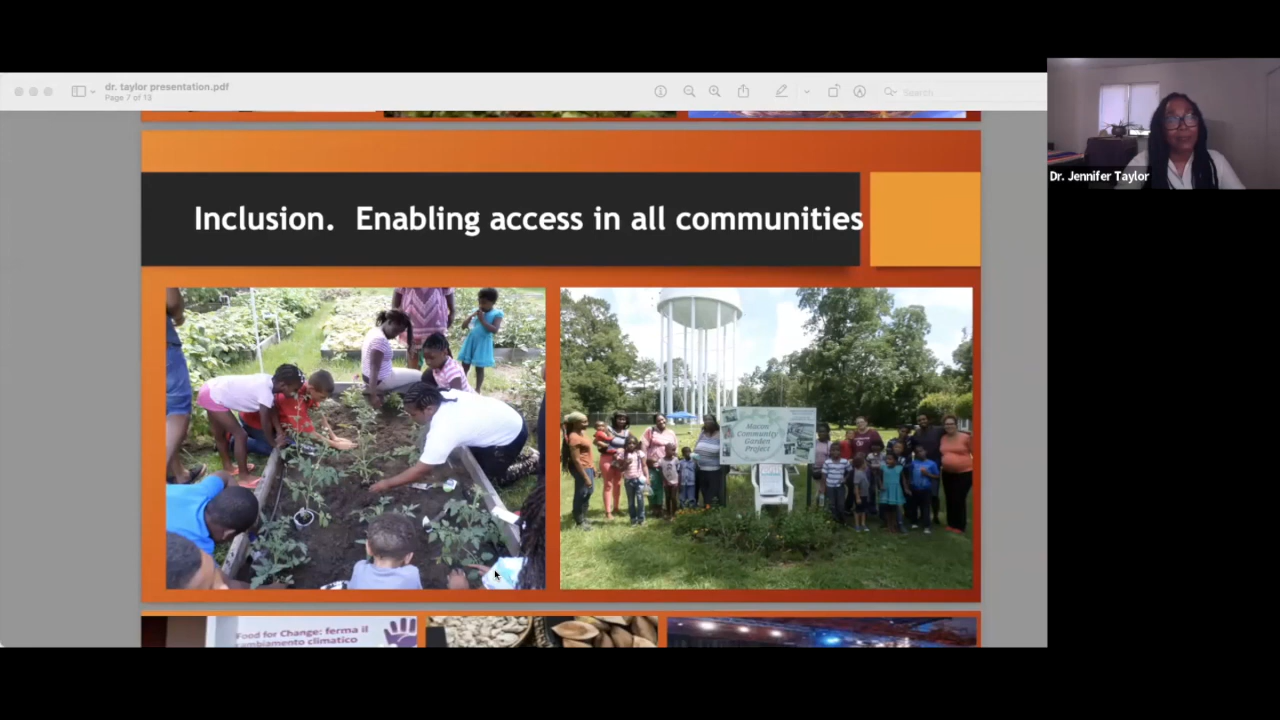 dr. taylor presentation.pdf
Page 7 of 13
Search
Dr. Jennifer Taylor
Inclusion.  Enabling access in all communities
Macon
Community
Garden
Project
Food for Change: ferma il
cambiamento climatico